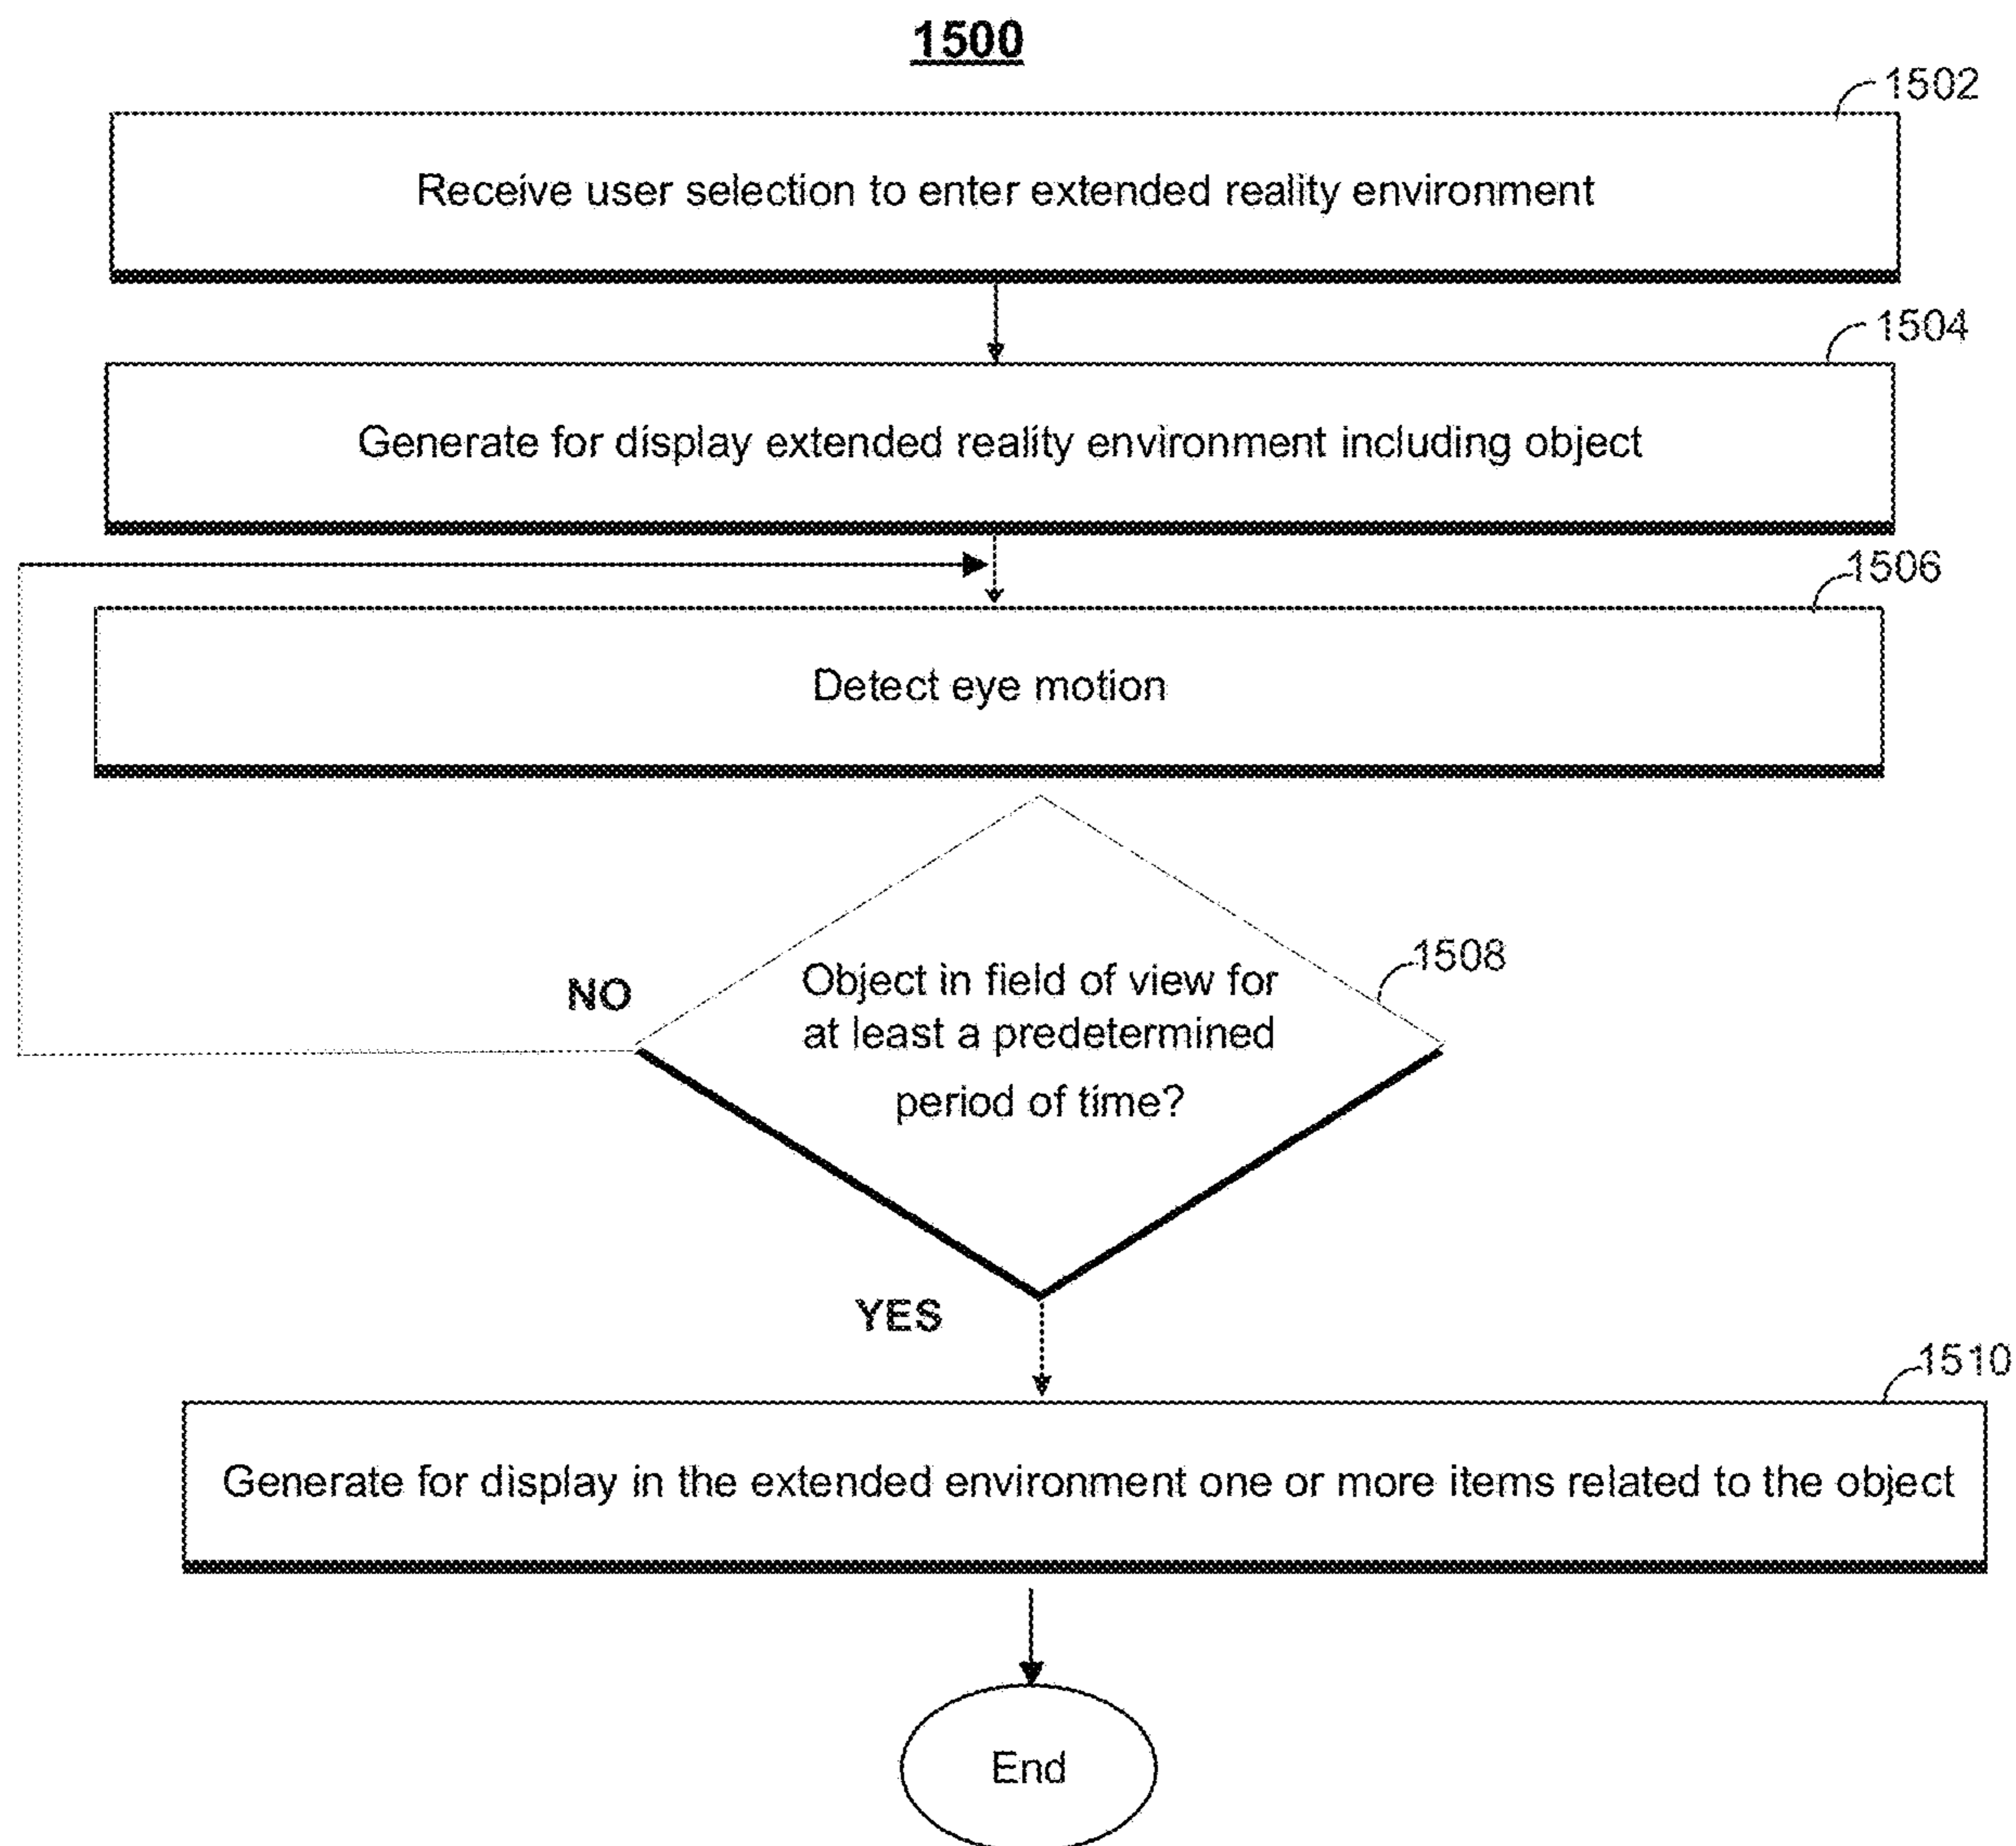 1500
1502
Receive user selection to enter extended reality environment
1504
Generate for display extended reality environment including object
1506
Detect eye motion
1508
Object in field of view for
at least a predetermined
period of time?
NO
YES
1510
Generate for display in the extended environment one or more items related to the object
End